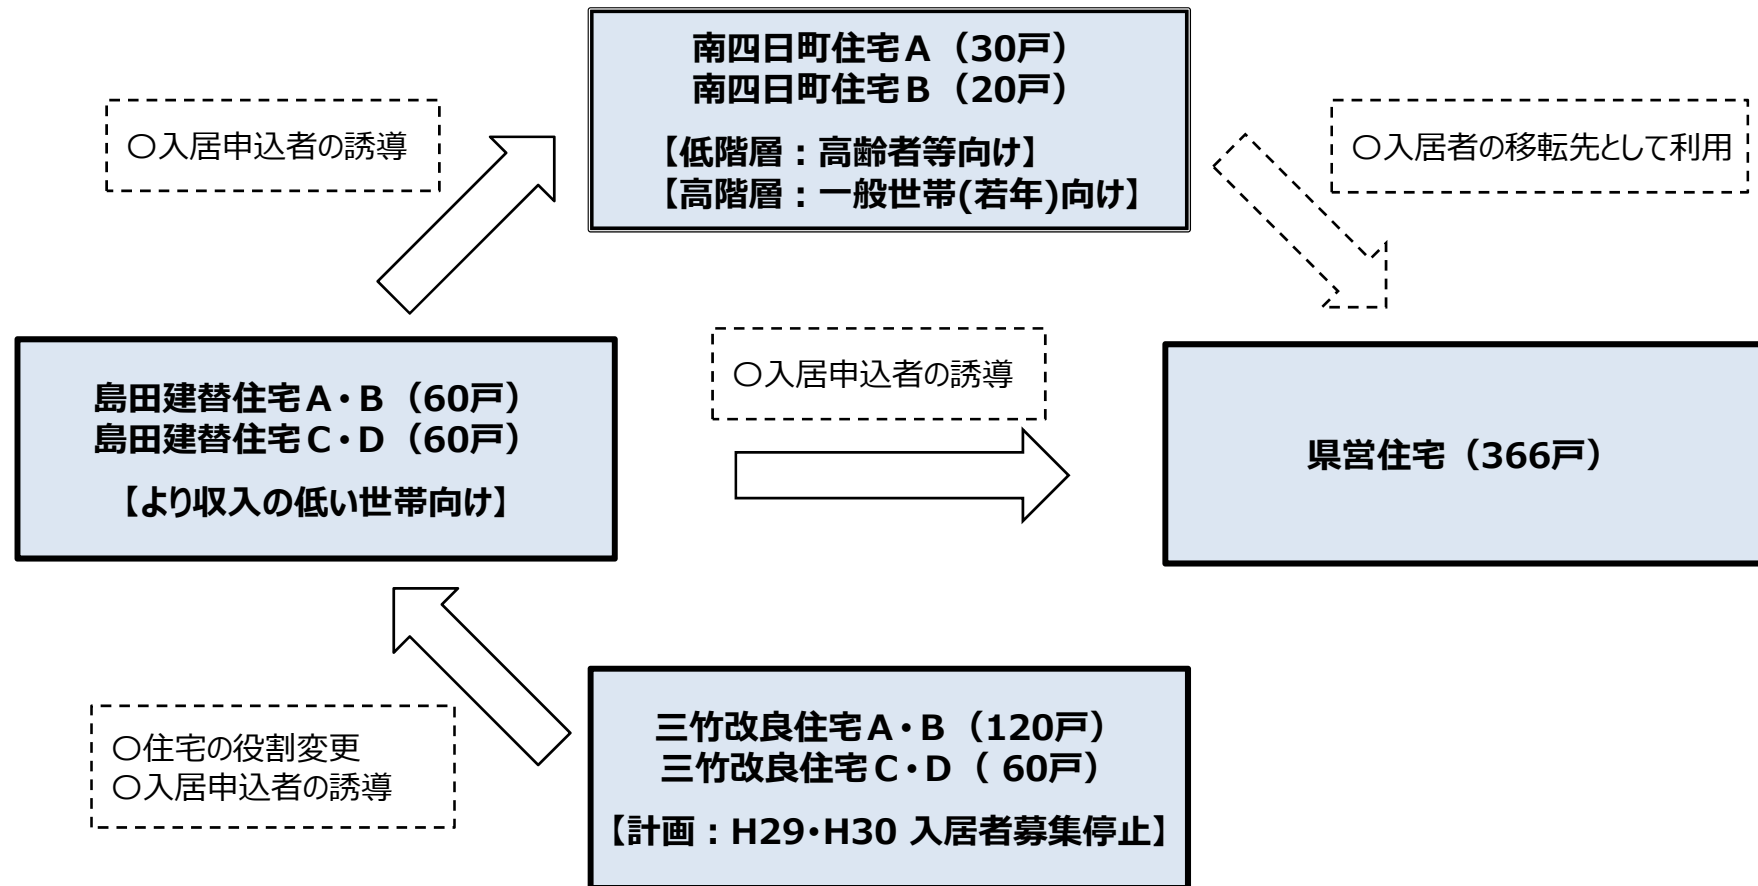 南四日町住宅A（30戸）
南四日町住宅B（20戸）
【低階層：高齢者等向け】
【高階層：一般世帯(若年)向け】
○入居申込者の誘導
○入居者の移転先として利用
島田建替住宅A・B（60戸）
島田建替住宅C・D（60戸）
【より収入の低い世帯向け】
○入居申込者の誘導
県営住宅（366戸）
○住宅の役割変更
○入居申込者の誘導
三竹改良住宅A・B（120戸）
三竹改良住宅C・D（ 60戸）
【計画：H29・H30 入居者募集停止】